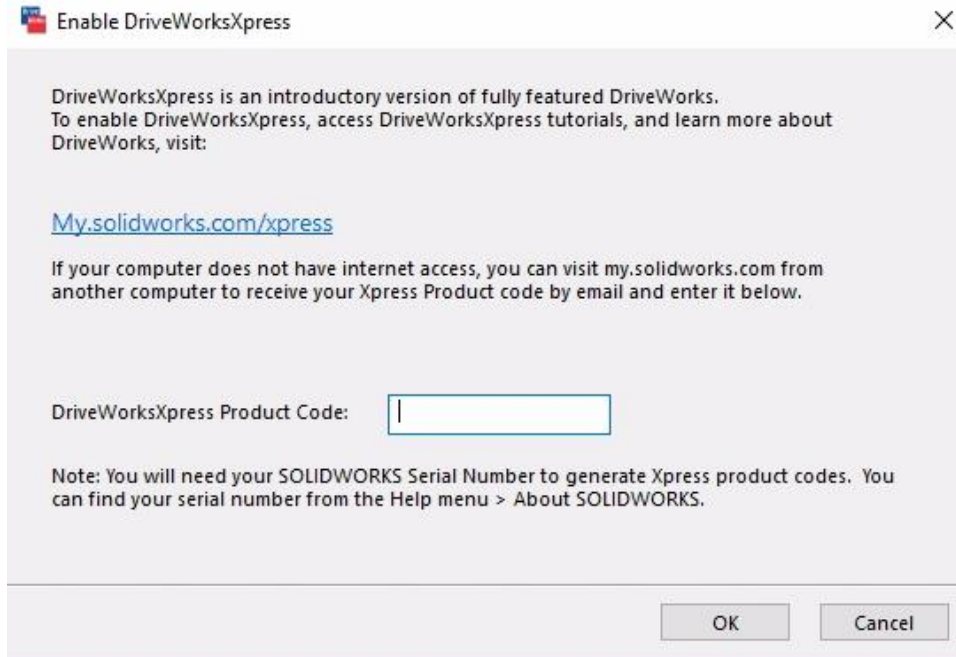 Enable DriveWorksXpress
DriveWorksXpress is an introductory version of fully featured DriveWorks.
To enable DriveWorksXpress, access DriveWorksXpress tutorials, and learn more about
DriveWorks, visit:
My.solidworks.com/xpress
If your computer does not have internet access, you can visit my.solidworks.com from
another computer to receive your Xpress Product code by email and enter it below.
DriveWorksXpress Product Code:
Note: You will need your SOLIDWORKS Serial Number to generate Xpress product codes.  You
can find your serial number from the Help menu > About SOLIDWORKS.
OK Cancel